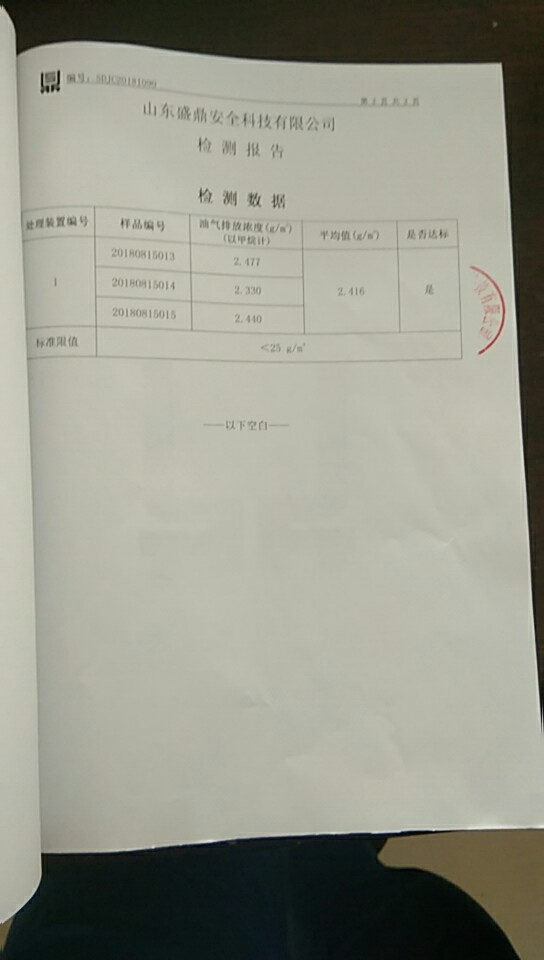 编号：SDJC20181090
第 2 页 共 2 页
山东盛鼎安全科技有限公司
检 测 报 告
检 测 数 据
处理装置编号 样品编号 油气排放浓度(g/m³) (以甲烷计) 平均值(g/m³) 是否达标
1 20180815013 2.477 2.416 是
20180815014 2.330
20180815015 2.440
标准限值 <25 g/m³
——以下空白——